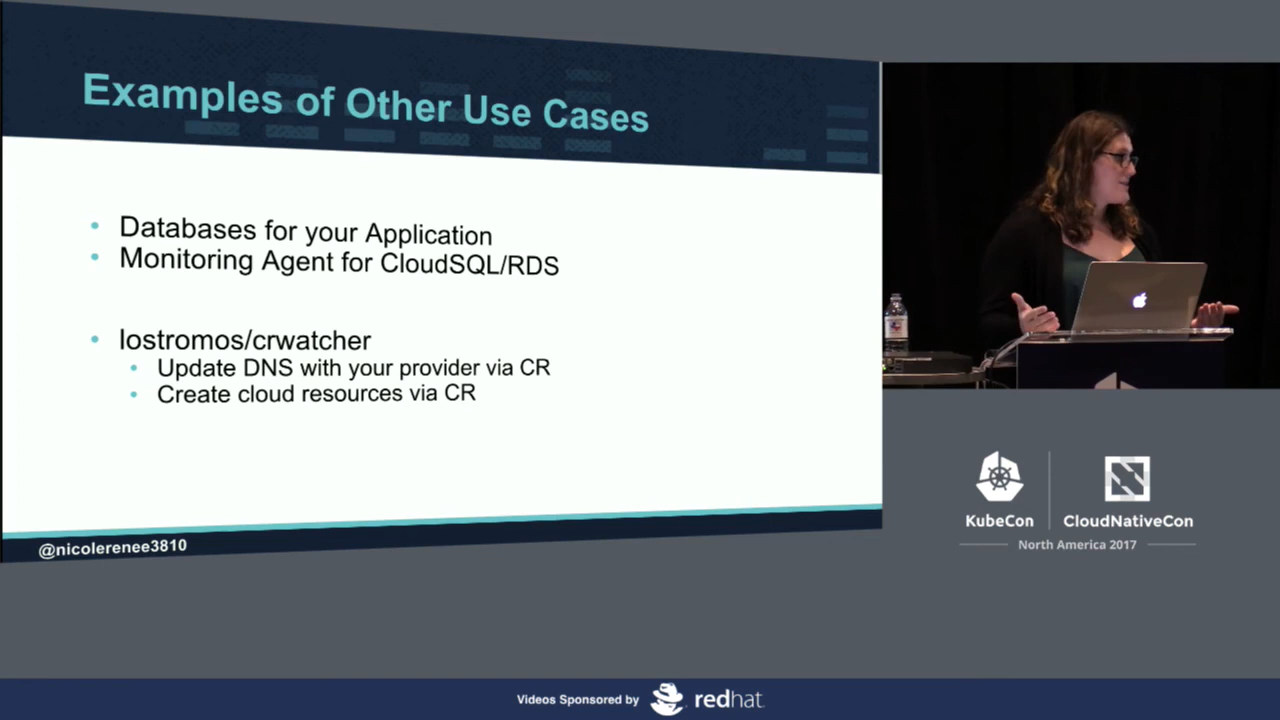 Examples of Other Use Cases
• Databases for your Application
• Monitoring Agent for CloudSQL/RDS
• lostromos/crwatcher
• Update DNS with your provider via CR
• Create cloud resources via CR
@nicolerenee3810
KubeCon
CloudNativeCon
North America 2017
Videos Sponsored by
redhat.